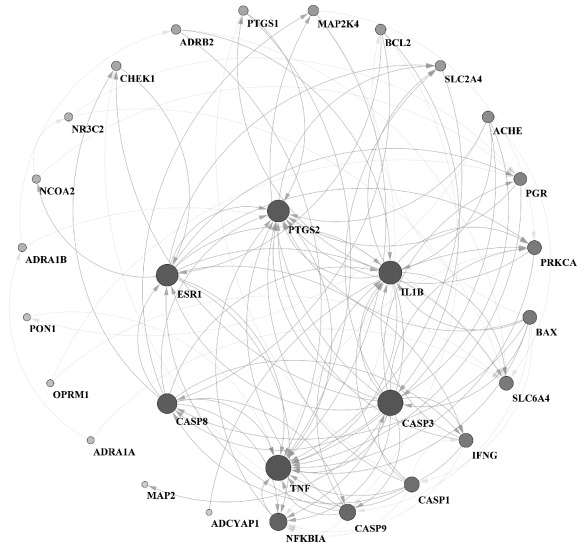 PTGS1
MAP2K4
BCL2
ADRB2
SLC2A4
CHEK1
ACHE
NR3C2
NCOA2
PGR
PTGS2
ADRA1B
PRKCA
ESR1
IL1B
PON1
BAX
OPRM1
SLC6A4
CASP8
CASP3
ADRA1A
IFNG
TNF
MAP2
CASP1
ADCYAP1
CASP9
NFKBIA